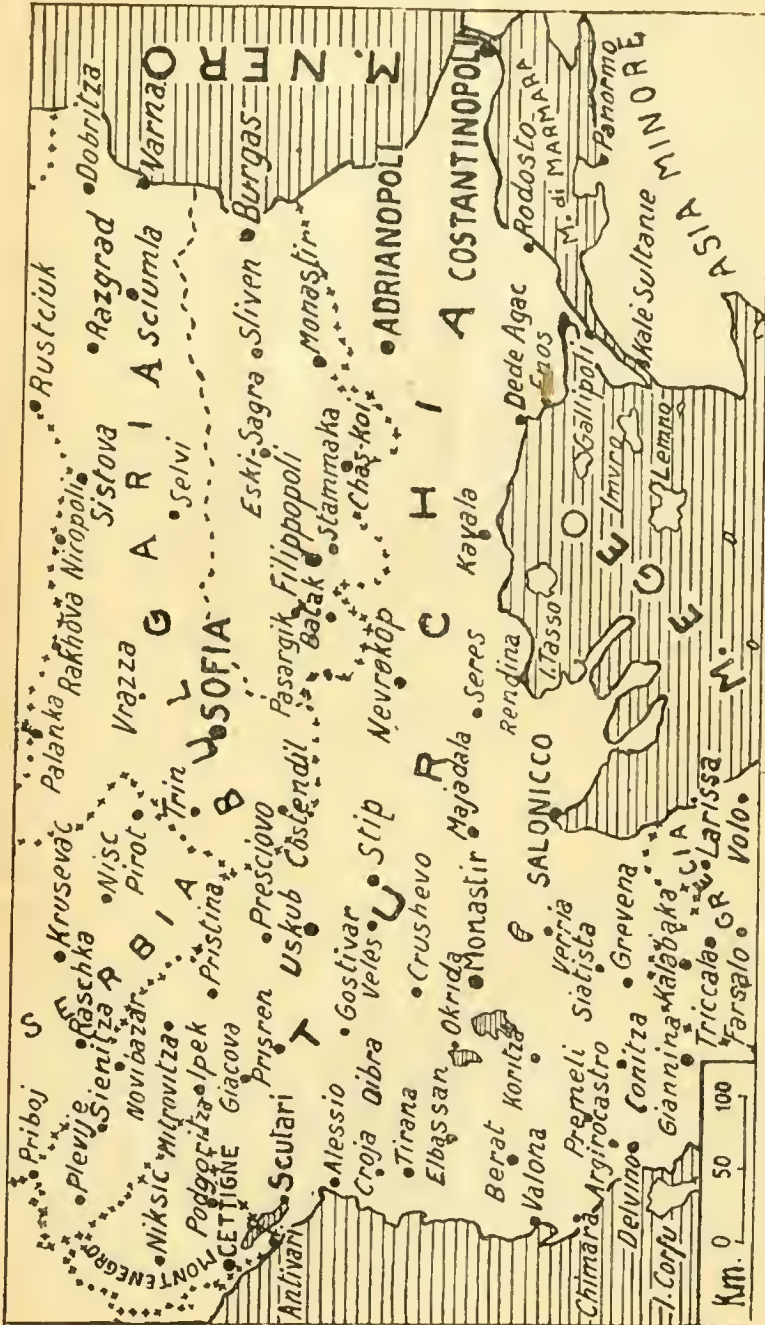 Priboj
Plevije
Sienitza
Raschka
Novibazar
Mitrovitza
Niksic
MONTENEGRO
Podgoritza
CETTIGNE
Ipek
Giacova
Prisren
Scutari
Antivari
SERBIA
Krusevac
Nisc
Pirot
Pristina
Presciovo
Uskub
Palanka
Rakhova
Niropoli
Sistova
Rustciuk
Razgrad
Sciumla
Dobritza
Varna
M. NERO
Vrazza
Selvi
BULGARIA
Trin
SOFIA
Costendil
Pasargik
Filippopoli
Batak
Stammaka
Chas-koi
Eski-Sagra
Sliven
Burgas
Monastir
ADRIANOPOLI
COSTANTINOPOLI
TURCHIA
Alessio
Croja
Dibra
Gostivar
Veles
Stip
Nevrekop
Tirana
Elbassan
Okrida
Crushevo
Monastir
Majadala
Seres
Rendina
Kavala
Dede Agac
Enos
Rodosto
M. di MARMARA
Panormo
Berat
Koritza
Valona
SALONICCO
I. Tasso
Gallipoli
Imvro
Lemno
Kalè Sultanie
ASIA MINORE
M. EGEO
Premeli
Argirocastro
Chimara
Delvino
Conitza
Verria
Siatista
Grevena
Giannina
Kalabaka
Triccala
GRECIA
Larissa
Farsalo
Volo
I. Corfu
Km. 0 50 100